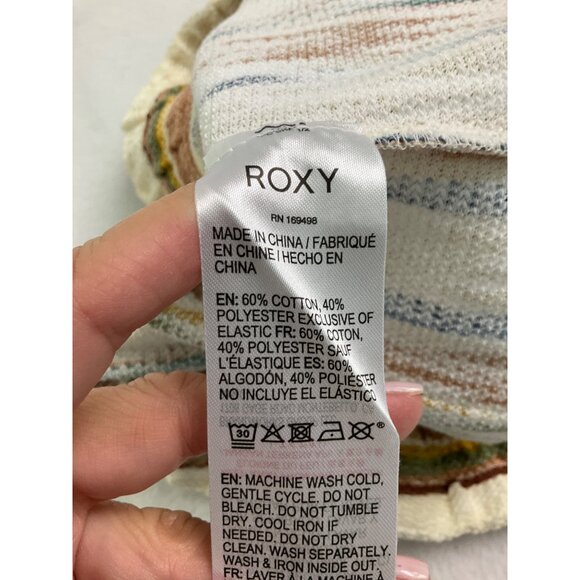 ROXY
RN 169498
MADE IN CHINA / FABRIQUÉ
EN CHINE / HECHO EN
CHINA
EN: 60% COTTON, 40%
POLYESTER EXCLUSIVE OF
ELASTIC FR: 60% COTON,
40% POLYESTER SAUF
L'ÉLASTIQUE ES: 60%
ALGODÓN, 40% POLIÉSTER
NO INCLUYE EL ELÁSTICO
30
EN: MACHINE WASH COLD,
GENTLE CYCLE. DO NOT
BLEACH. DO NOT TUMBLE
DRY. COOL IRON IF
NEEDED. DO NOT DRY
CLEAN. WASH SEPARATELY.
WASH & IRON INSIDE OUT.
FR: LAVER À LA MACHINE À